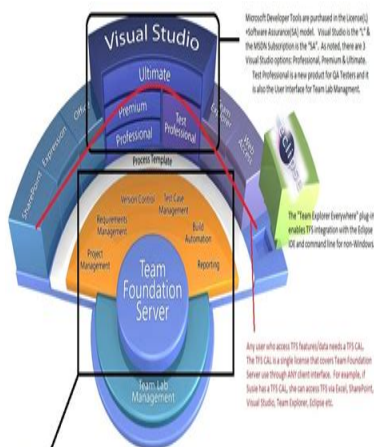 Microsoft Developer Tools are purchased in the License(L)
+Software Assurance(SA) model. Visual Studio is the "L" &
the MSDN Subscription is the "SA". As noted, there are 3
Visual Studio options: Professional, Premium & Ultimate.
Test Professional is a new product for QA Testers and it
is also the User Interface for Team Lab Managment.
Visual Studio
Ultimate
Premium
Professional
Test
Professional
Office
Expression
SharePoint
Team
Explorer
Web
Access
eclipse
Process Template
Version Control
Test Case
Management
Requirements
Management
Build
Automation
Project
Management
Reporting
Team
Foundation
Server
Team Lab
Management
The "Team Explorer Everywhere" plug-in
enables TFS integration with the Eclipse
IDE and command line for non-Windows.
Any user who access TFS features/data needs a TFS CAL.
The TFS CAL is a single license that covers Team Foundation
Server use through ANY client interface. For example, if
Susie has a TFS CAL, she can access TFS via Excel, SharePoint,
Visual Studio, Team Explorer, Eclipse etc.